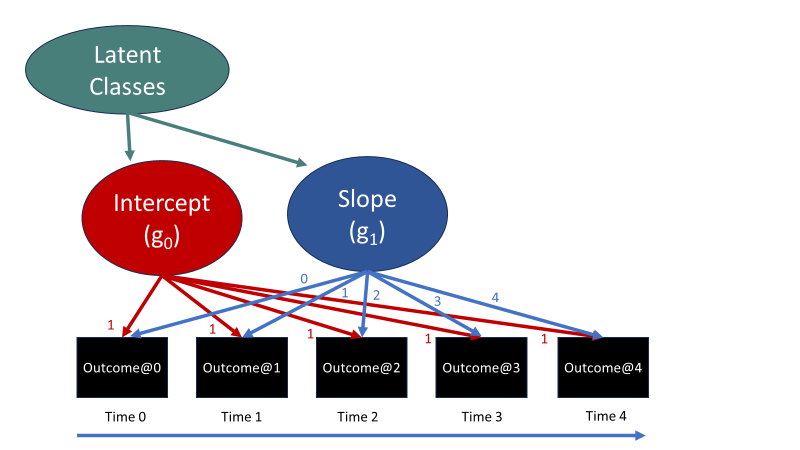 Latent
Classes
Intercept
(g₀)
Slope
(g₁)
0
1
2
3
4
1
1
1
1
1
Outcome@0
Outcome@1
Outcome@2
Outcome@3
Outcome@4
Time 0
Time 1
Time 2
Time 3
Time 4